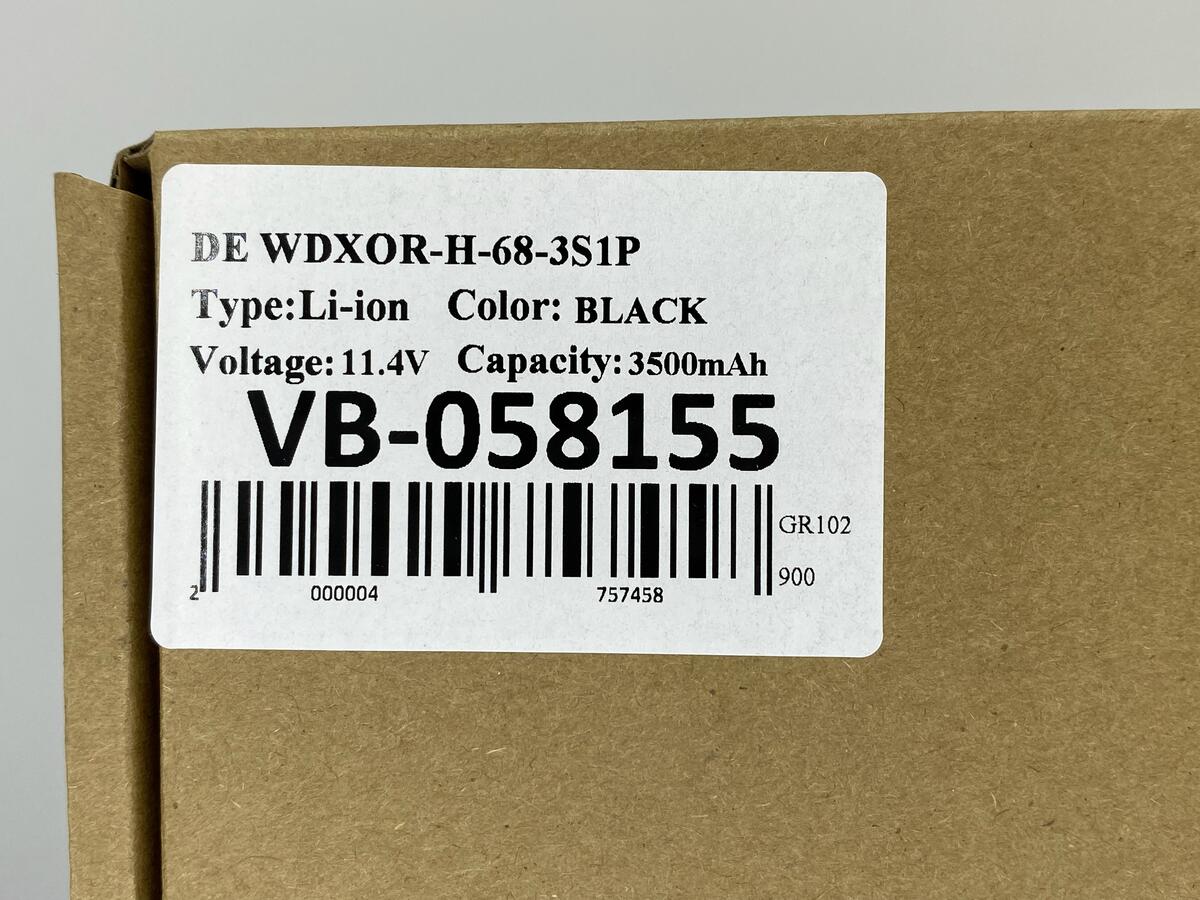 DE WDXOR-H-68-3S1P
Type:Li-ion Color: BLACK
Voltage: 11.4V Capacity: 3500mAh
VB-058155
GR102
900
2 000004 757458